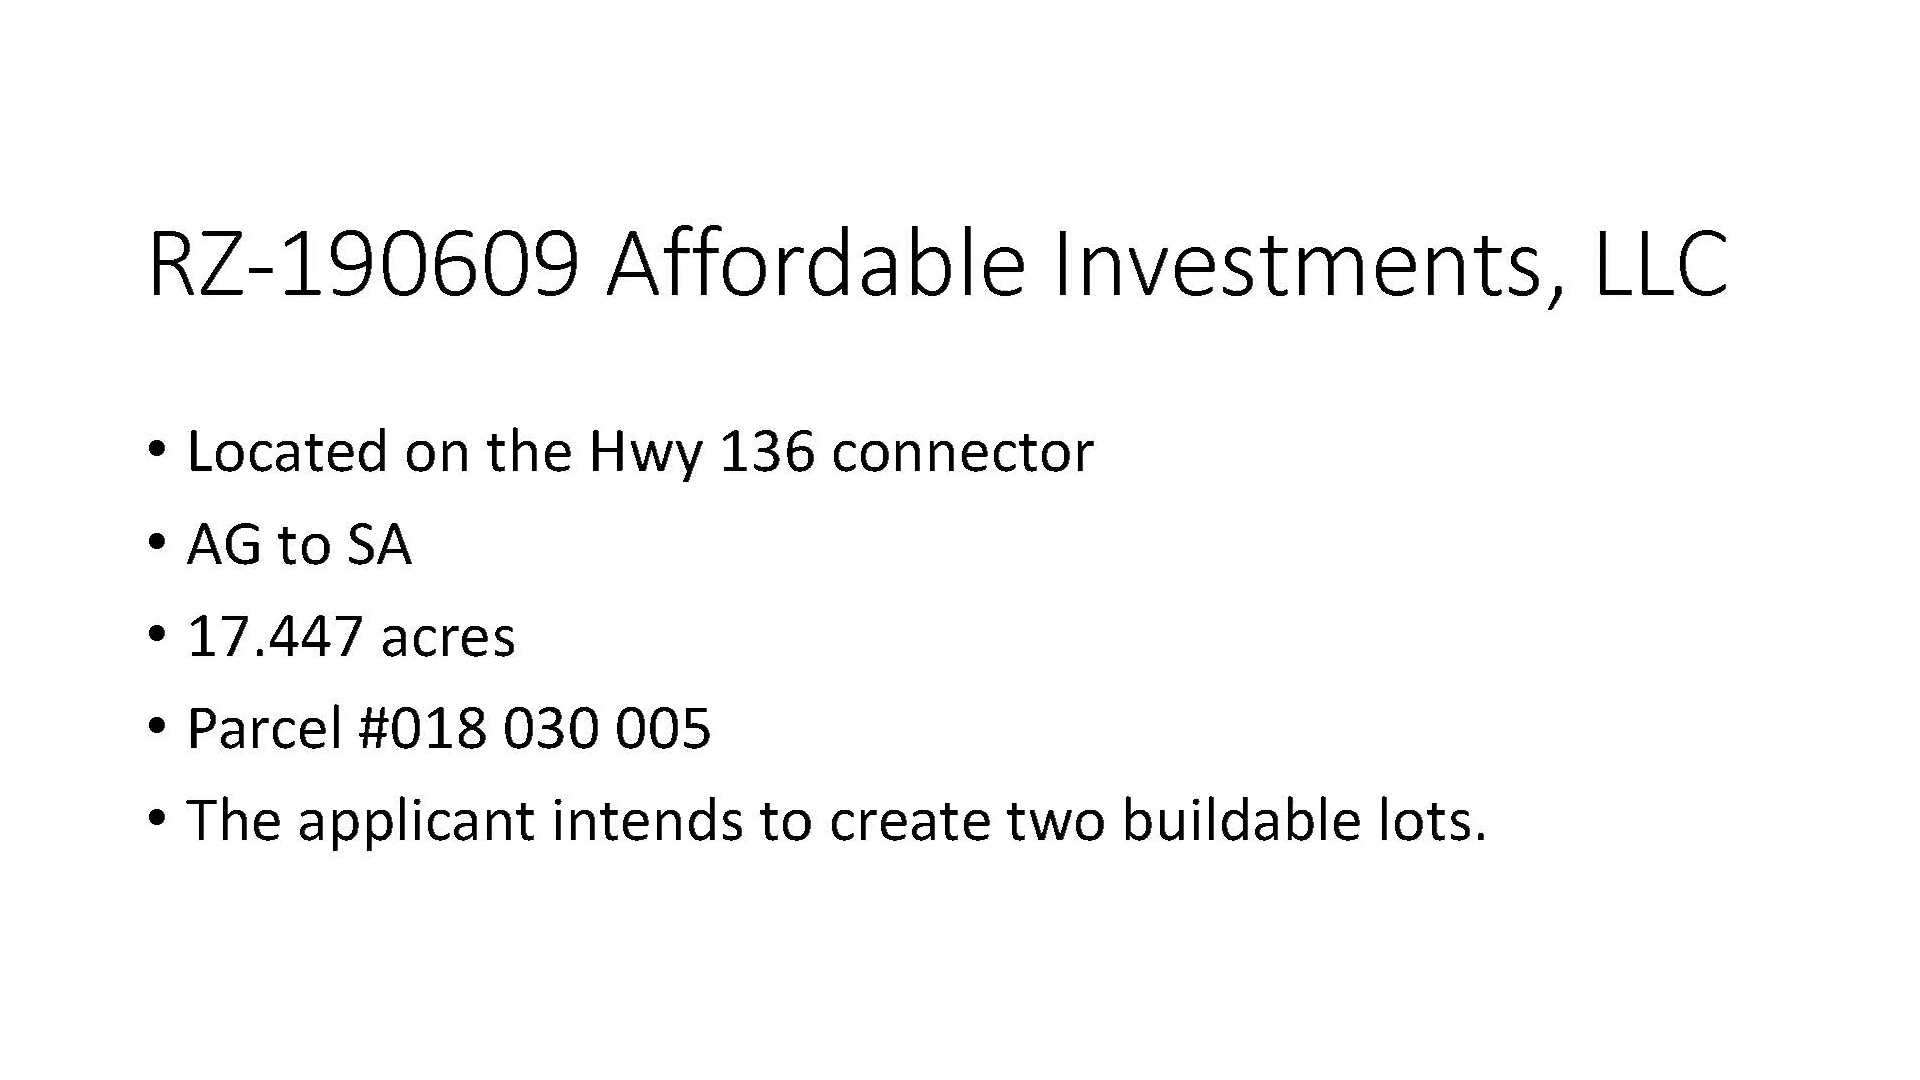 RZ-190609 Affordable Investments, LLC
• Located on the Hwy 136 connector
• AG to SA
• 17.447 acres
• Parcel #018 030 005
• The applicant intends to create two buildable lots.